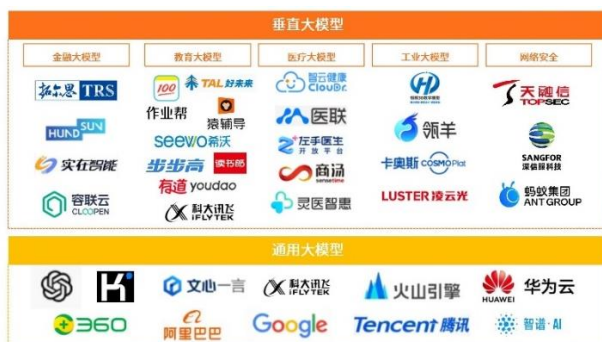 垂直大模型
金融大模型
教育大模型
医疗大模型
工业大模型
网络安全
拓尔思 TRS
HUNDSUN
实在智能
容联云
CLOOPEN
100
TAL 好未来
作业帮
猿辅导
seewo希沃
步步高
读书郎
有道 youdao
科大讯飞
iFLYTEK
智云健康
ClouDr.
医联
左手医生
开放平台
商汤
sensetime
灵医智惠
瓴羊
卡奥斯 COSMOPlat
LUSTER 凌云光
天融信
TOPSEC
SANGFOR
深信服科技
蚂蚁集团
ANT GROUP
通用大模型
K
文心一言
科大讯飞
iFLYTEK
火山引擎
HUAWEI
华为云
360
阿里巴巴
Google
Tencent 腾讯
智谱·AI